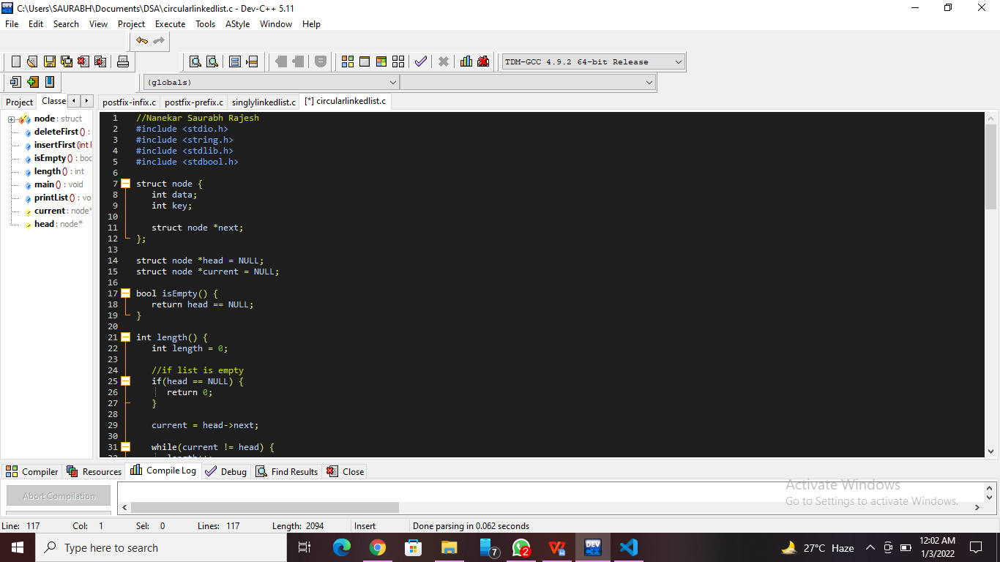 C:\Users\SAURABH\Documents\DSA\circularlinkedlist.c - Dev-C++ 5.11
File Edit Search View Project Execute Tools AStyle Window Help
TDM-GCC 4.9.2 64-bit Release
(globals)
Project Classe
postfix-infix.c postfix-prefix.c singlylinkedlist.c [*] circularlinkedlist.c
node : struct
deleteFirst () :
insertFirst (int
isEmpty () : boo
length () : int
main () : void
printList () : vo
current : node*
head : node*
1 //Nanekar Saurabh Rajesh
2 #include <stdio.h>
3 #include <string.h>
4 #include <stdlib.h>
5 #include <stdbool.h>
6
7 struct node {
8 int data;
9 int key;
10
11 struct node *next;
12 };
13
14 struct node *head = NULL;
15 struct node *current = NULL;
16
17 bool isEmpty() {
18 return head == NULL;
19 }
20
21 int length() {
22 int length = 0;
23
24 //if list is empty
25 if(head == NULL) {
26 return 0;
27 }
28
29 current = head->next;
30
31 while(current != head) {
Compiler Resources Compile Log Debug Find Results Close
Abort Compilation
Activate Windows
Go to Settings to activate Windows.
Line: 117 Col: 1 Sel: 0 Lines: 117 Length: 2094 Insert Done parsing in 0.062 seconds
Type here to search
7
2
DEV
27°C Haze
12:02 AM
1/3/2022